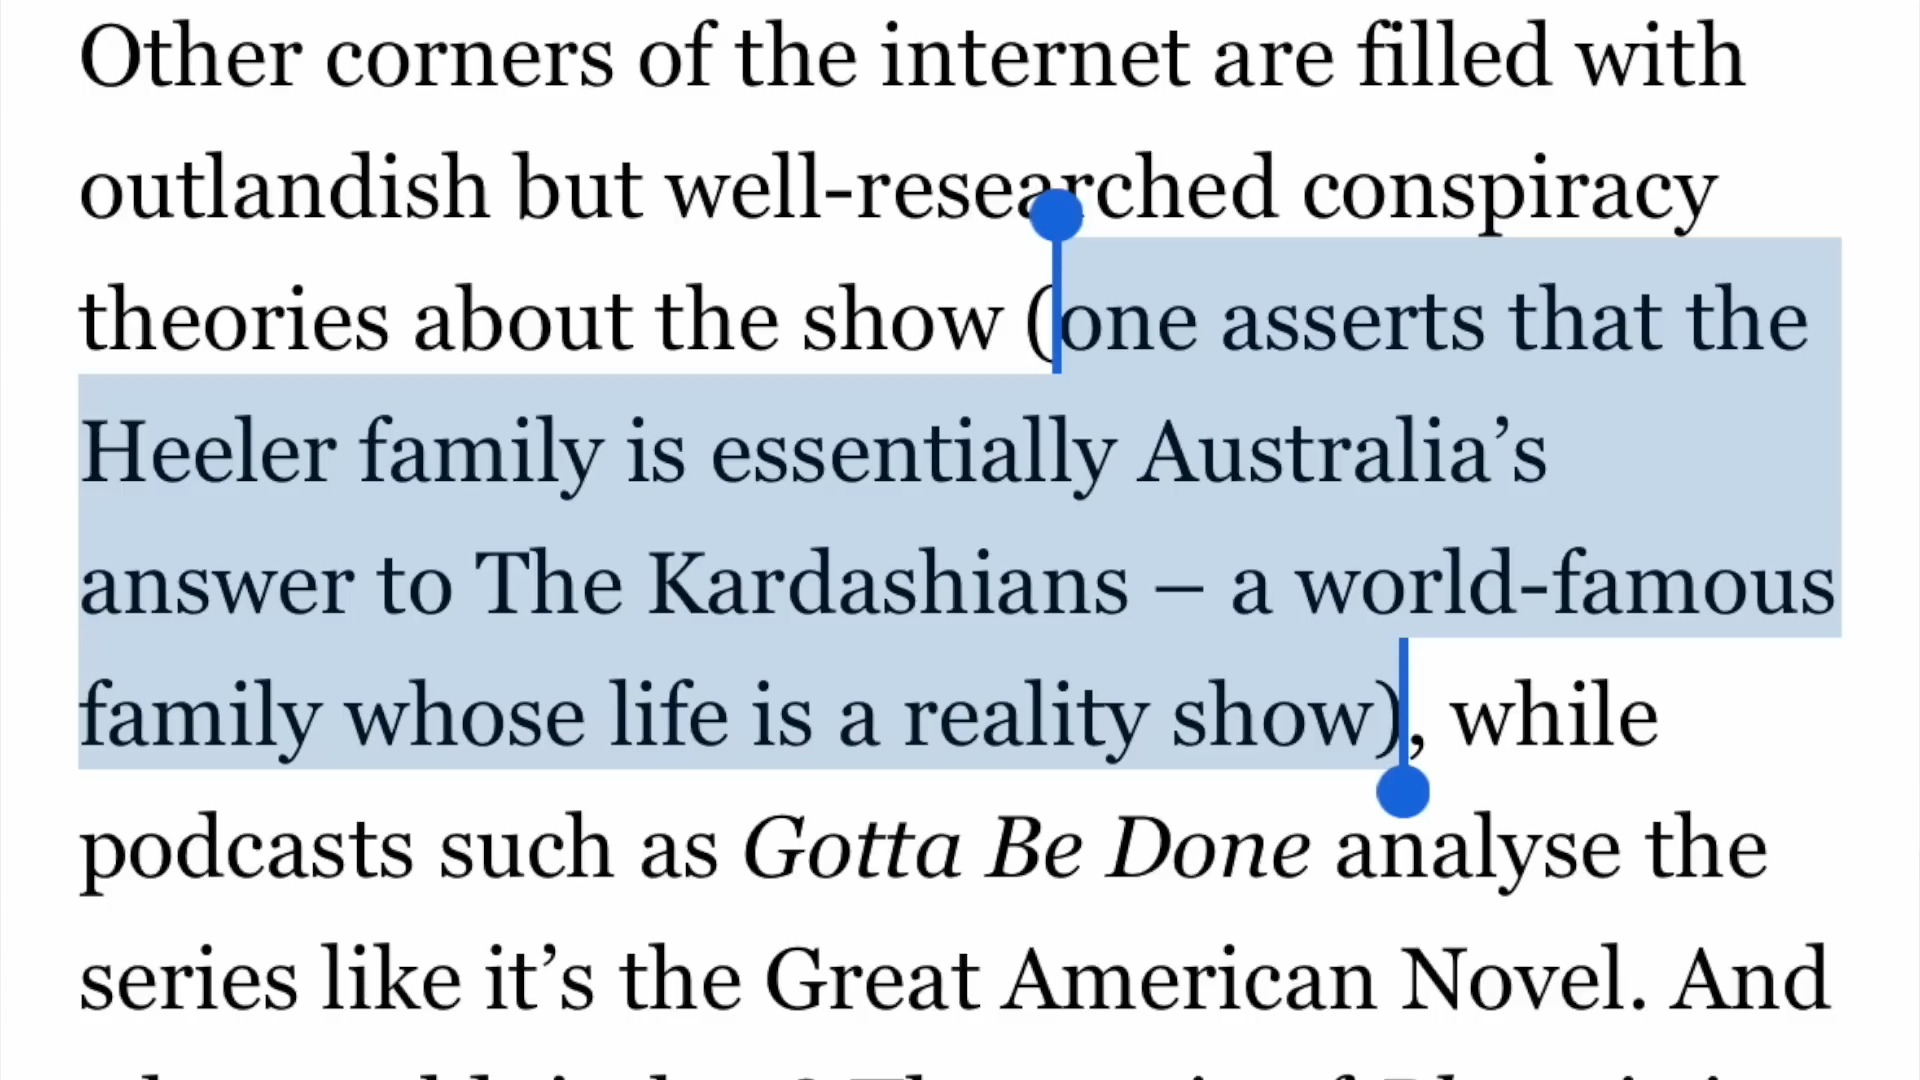 Other corners of the internet are filled with
outlandish but well-researched conspiracy
theories about the show (one asserts that the
Heeler family is essentially Australia’s
answer to The Kardashians – a world-famous
family whose life is a reality show), while
podcasts such as Gotta Be Done analyse the
series like it’s the Great American Novel. And